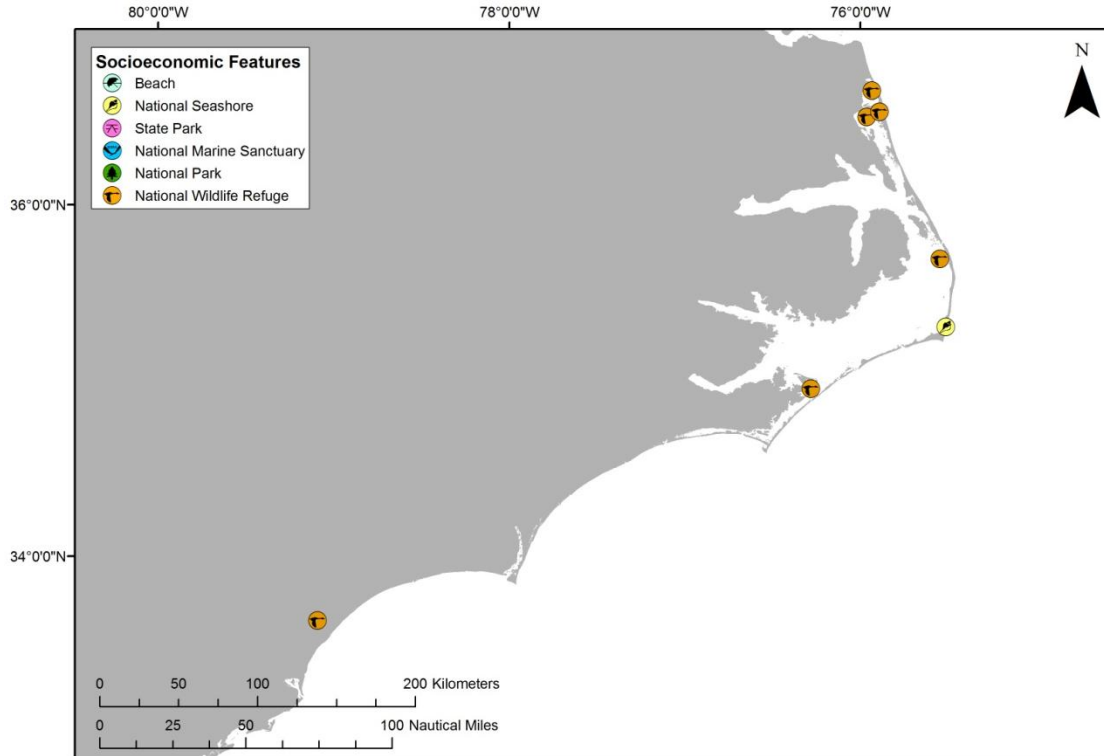 80°0'0"W 78°0'0"W 76°0'0"W
N
Socioeconomic Features
Beach
National Seashore
State Park
National Marine Sanctuary
National Park
National Wildlife Refuge
36°0'0"N
34°0'0"N
0 50 100 200 Kilometers
0 25 50 100 Nautical Miles